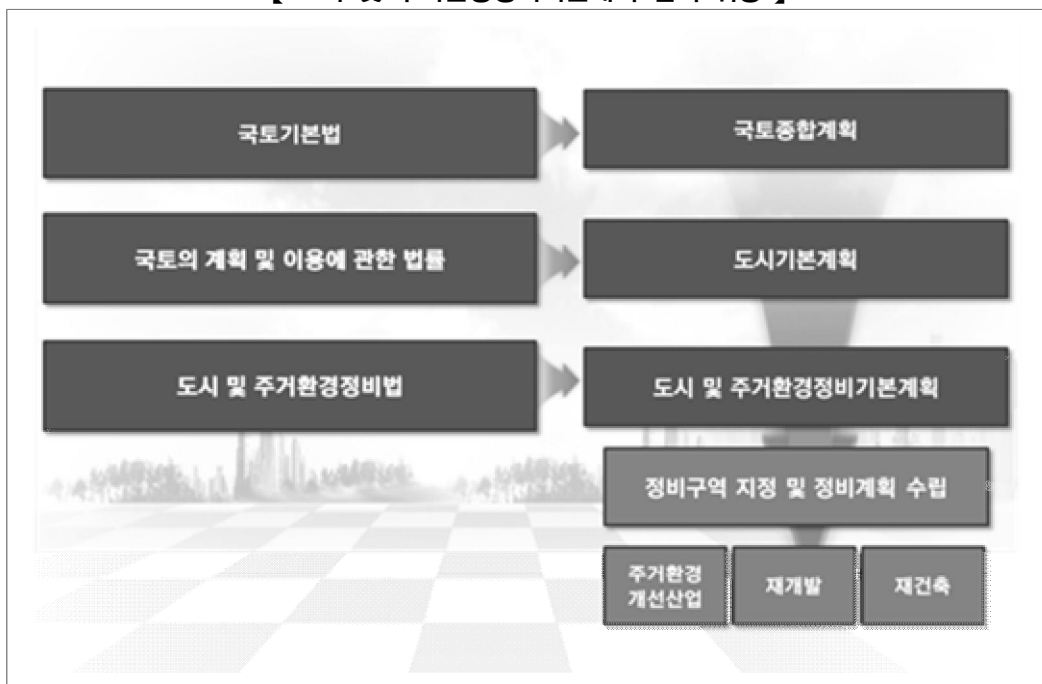 국토기본법
국토종합계획
국토의 계획 및 이용에 관한 법률
도시기본계획
도시 및 주거환경정비법
도시 및 주거환경정비기본계획
정비구역 지정 및 정비계획 수립
주거환경
개선산업
재개발
재건축